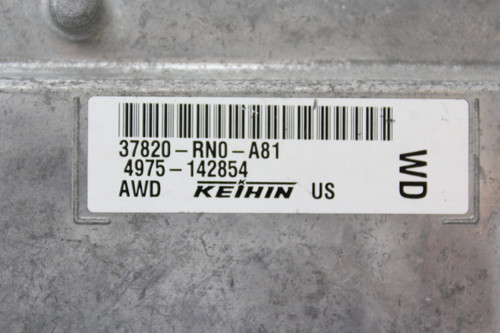 37820-RN0-A81
4975-142854
AWD KEIHIN US
WD